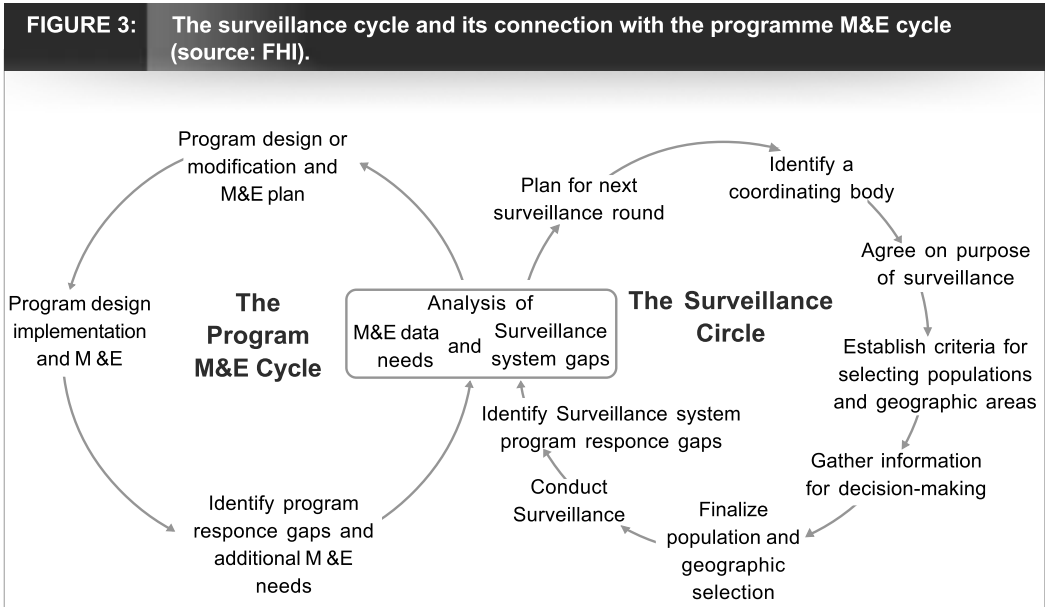 FIGURE 3:
The surveillance cycle and its connection with the programme M&E cycle
(source: FHI).
Program design or
modification and
M&E plan
Program design
implementation
and M &E
Identify program
responce gaps and
additional M &E
needs
The
Program
M&E Cycle
Analysis of
M&E data
needs
and
Surveillance
system gaps
The Surveillance
Circle
Plan for next
surveillance round
Identify a
coordinating body
Agree on purpose
of surveillance
Establish criteria for
selecting populations
and geographic areas
Gather information
for decision-making
Finalize
population and
geographic
selection
Conduct
Surveillance
Identify Surveillance system
program responce gaps